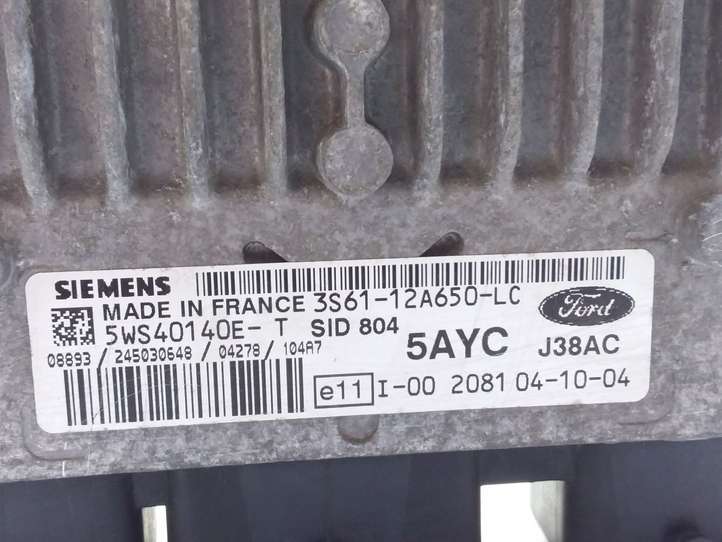 SIEMENS
MADE IN FRANCE 3S61-12A650-LC
Ford
5WS40140E- T SID 804
08893 / 245030648 / 04278 / 104A7
5AYC J38AC
e11 I-00 2081 04-10-04